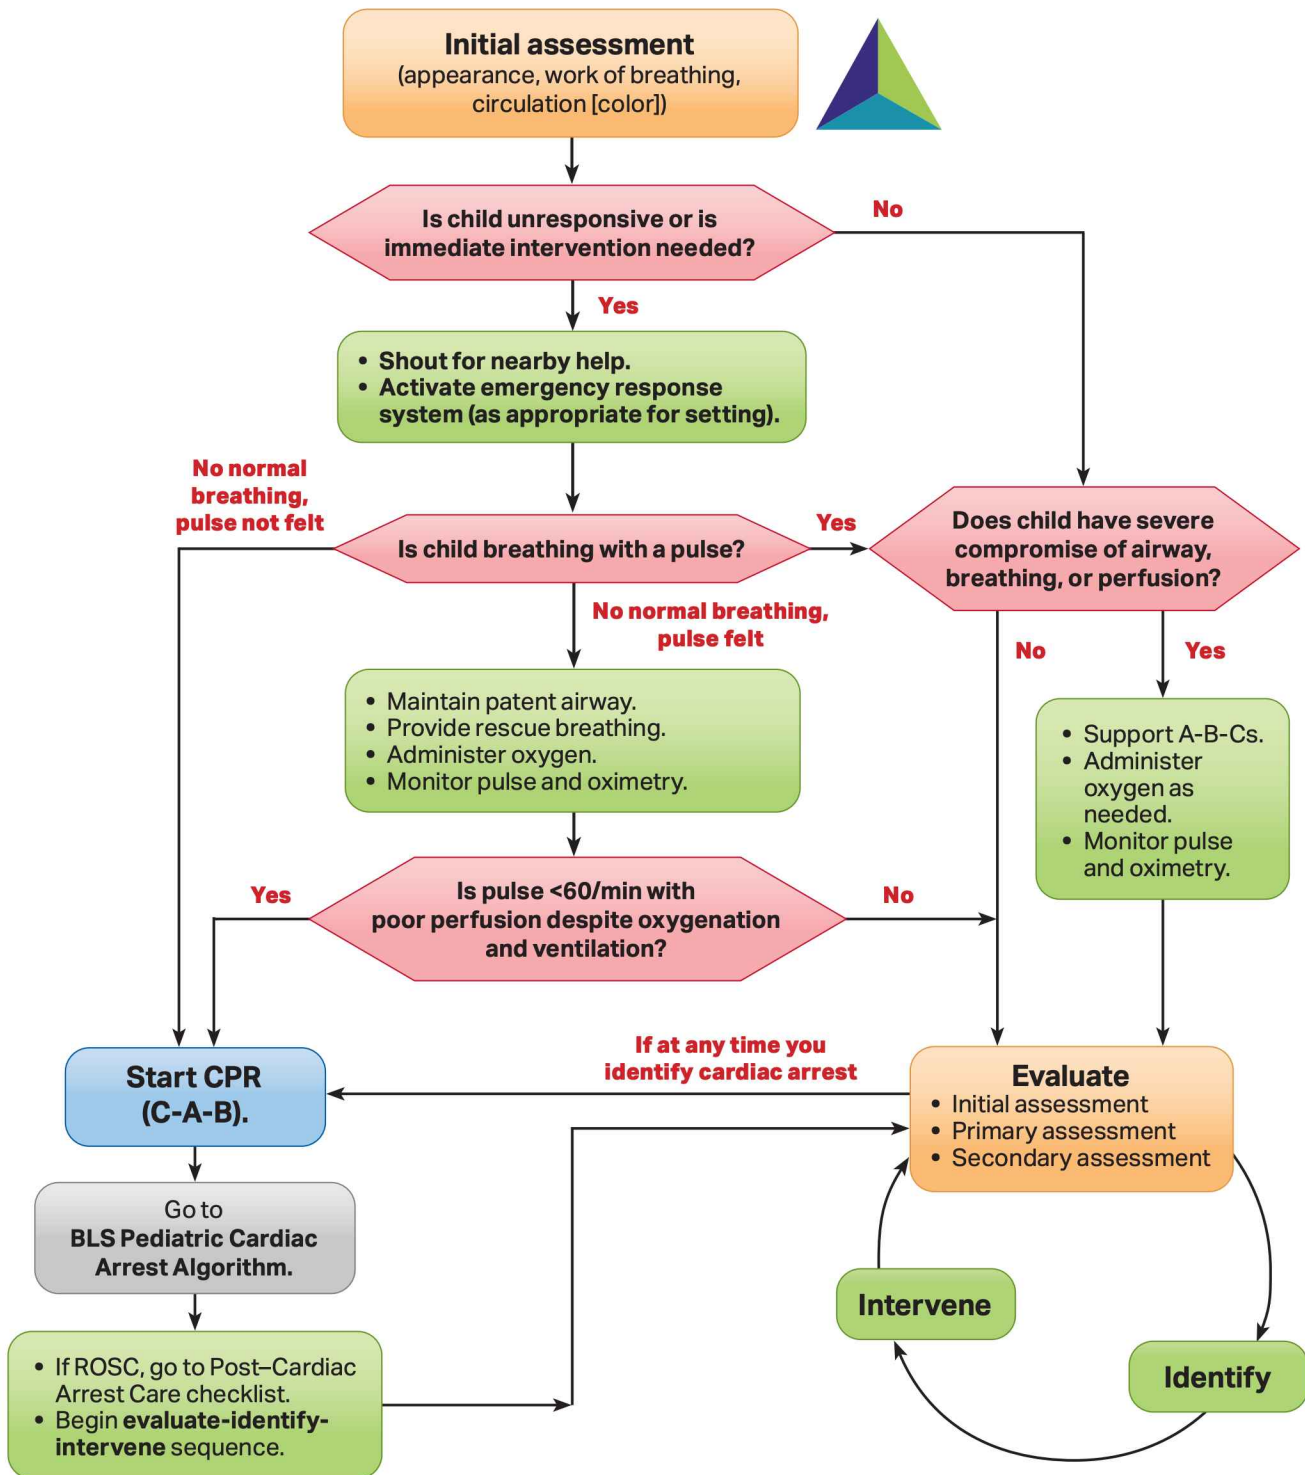 Initial assessment
(appearance, work of breathing,
circulation [color])
Is child unresponsive or is
immediate intervention needed?
No
Yes
• Shout for nearby help.
• Activate emergency response
system (as appropriate for setting).
No normal
breathing,
pulse not felt
Is child breathing with a pulse?
Yes
Does child have severe
compromise of airway,
breathing, or perfusion?
No normal breathing,
pulse felt
No
Yes
• Maintain patent airway.
• Provide rescue breathing.
• Administer oxygen.
• Monitor pulse and oximetry.
• Support A-B-Cs.
• Administer
oxygen as
needed.
• Monitor pulse
and oximetry.
Yes
Is pulse <60/min with
poor perfusion despite oxygenation
and ventilation?
No
Start CPR
(C-A-B).
If at any time you
identify cardiac arrest
Evaluate
• Initial assessment
• Primary assessment
• Secondary assessment
Go to
BLS Pediatric Cardiac
Arrest Algorithm.
Intervene
Identify
• If ROSC, go to Post–Cardiac
Arrest Care checklist.
• Begin evaluate-identify-
intervene sequence.